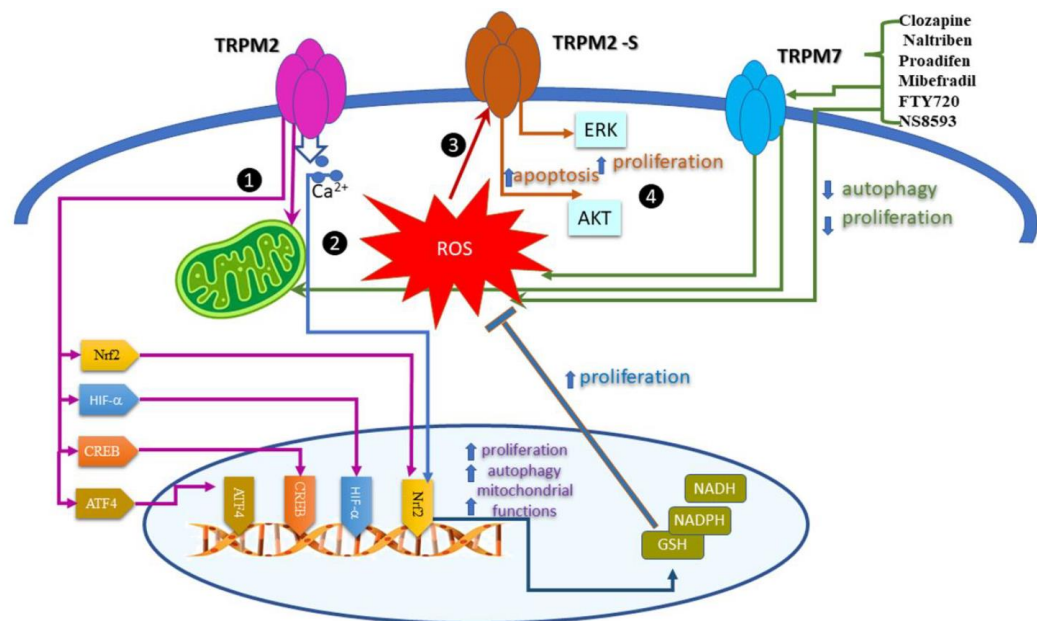 TRPM2
TRPM2 -S
TRPM7
Clozapine
Naltriben
Proadifen
Mibefradil
FTY720
NS8593
1
Ca2+
2
3
ROS
ERK
proliferation
apoptosis
4
AKT
autophagy
proliferation
Nrf2
HIF-α
CREB
ATF4
proliferation
proliferation
autophagy
mitochondrial
functions
ATF4
CREB
HIF-α
Nrf2
NADH
NADPH
GSH